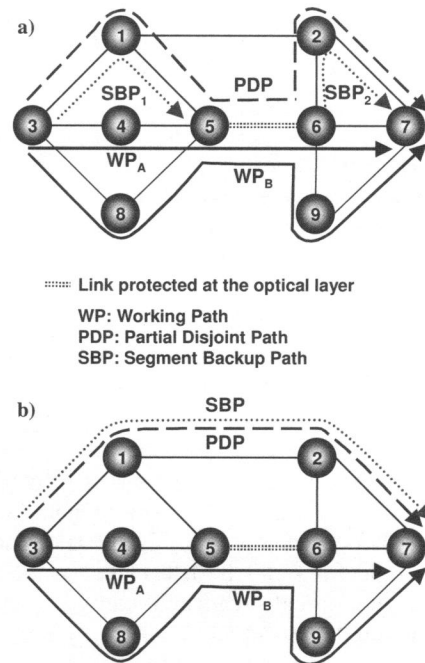 a)
1
2
PDP
SBP1
SBP2
3
4
5
6
7
WPA
WPB
8
9
Link protected at the optical layer
WP: Working Path
PDP: Partial Disjoint Path
SBP: Segment Backup Path
b)
SBP
PDP
1
2
3
4
5
6
7
WPA
WPB
8
9